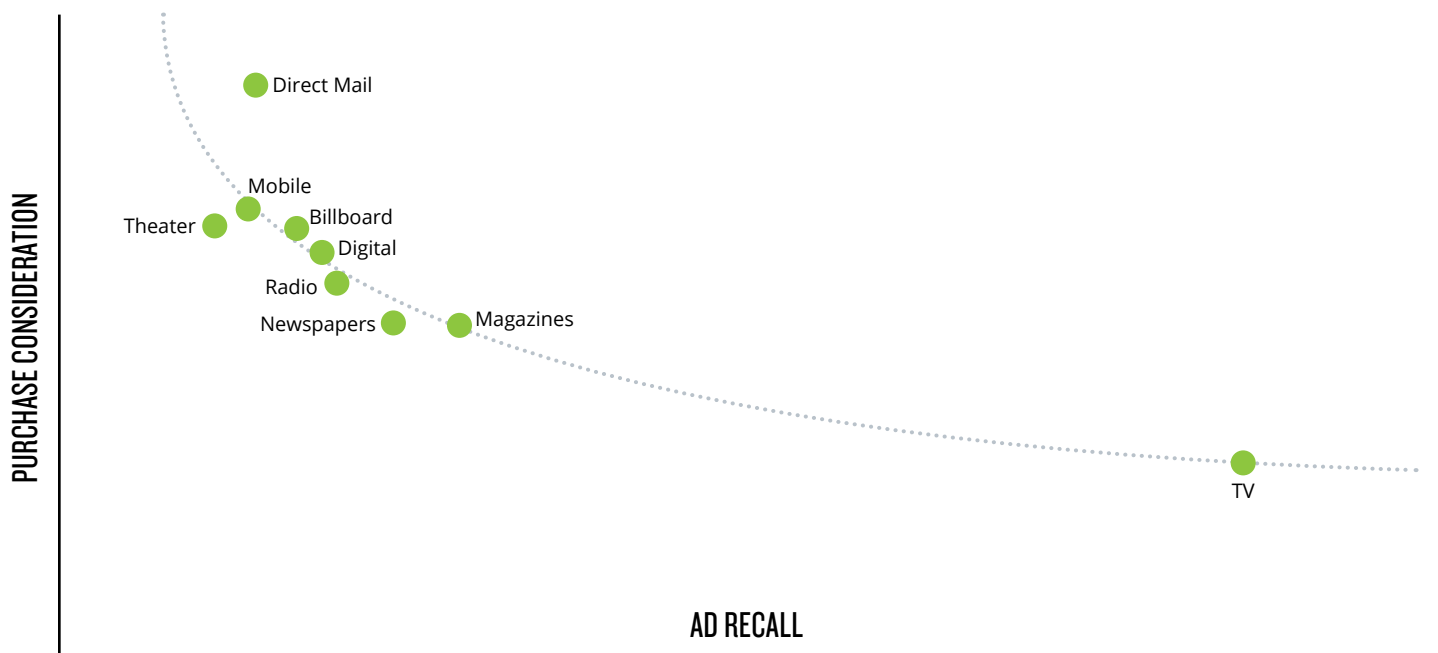 PURCHASE CONSIDERATION
Direct Mail
Mobile
Billboard
Theater
Digital
Radio
Newspapers
Magazines
TV
AD RECALL